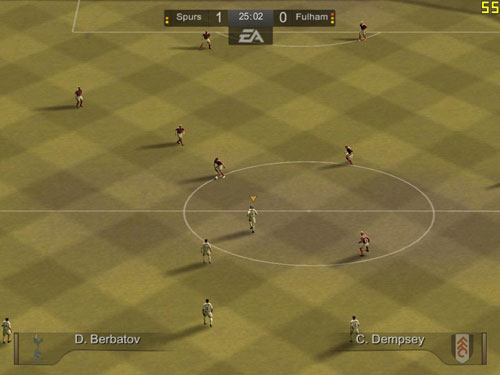 Spurs 1 25:02 0 Fulham
EA
55
D. Berbatov
C. Dempsey